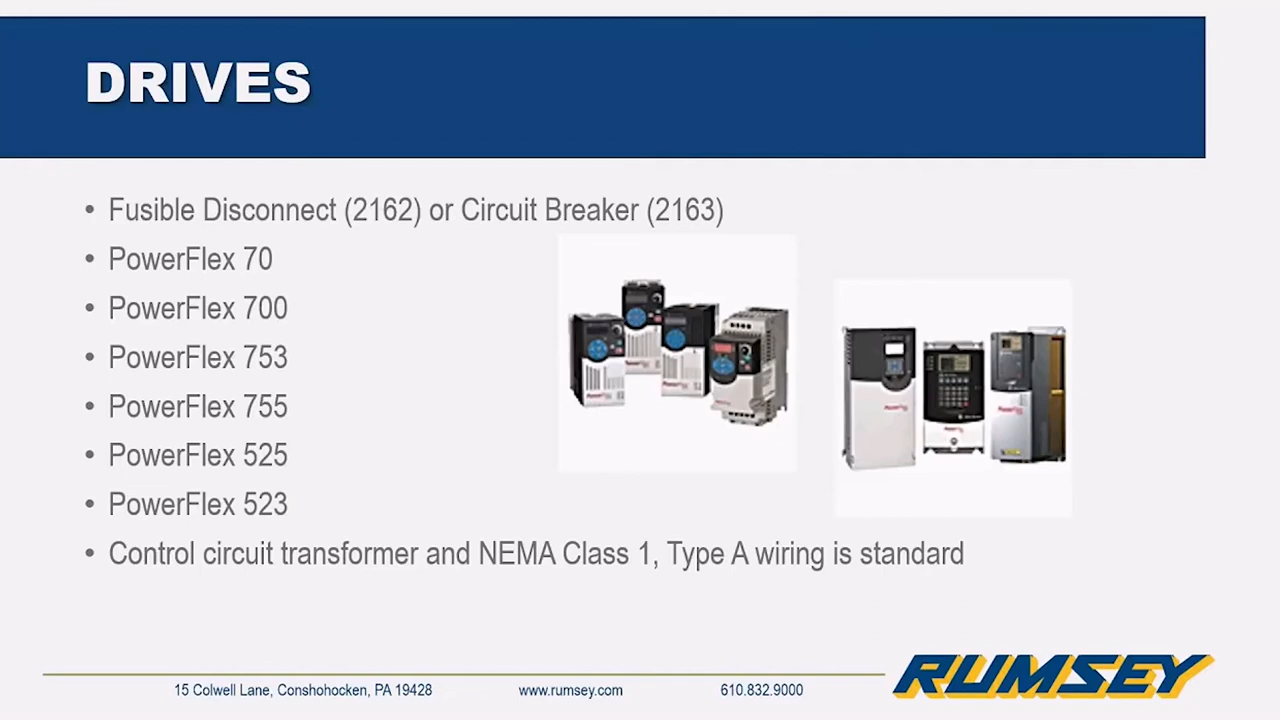 DRIVES
• Fusible Disconnect (2162) or Circuit Breaker (2163)
• PowerFlex 70
• PowerFlex 700
• PowerFlex 753
• PowerFlex 755
• PowerFlex 525
• PowerFlex 523
• Control circuit transformer and NEMA Class 1, Type A wiring is standard
15 Colwell Lane, Conshohocken, PA 19428 www.rumsey.com 610.832.9000
RUMSEY